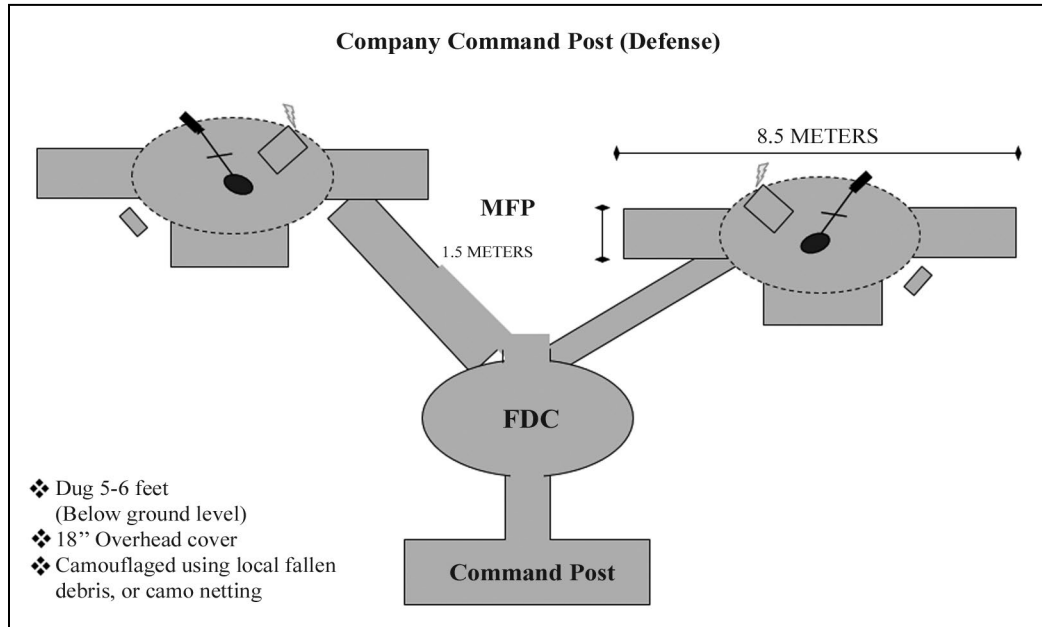 Company Command Post (Defense)
8.5 METERS
MFP
1.5 METERS
FDC
❖ Dug 5-6 feet
(Below ground level)
❖ 18’’ Overhead cover
❖ Camouflaged using local fallen
debris, or camo netting
Command Post